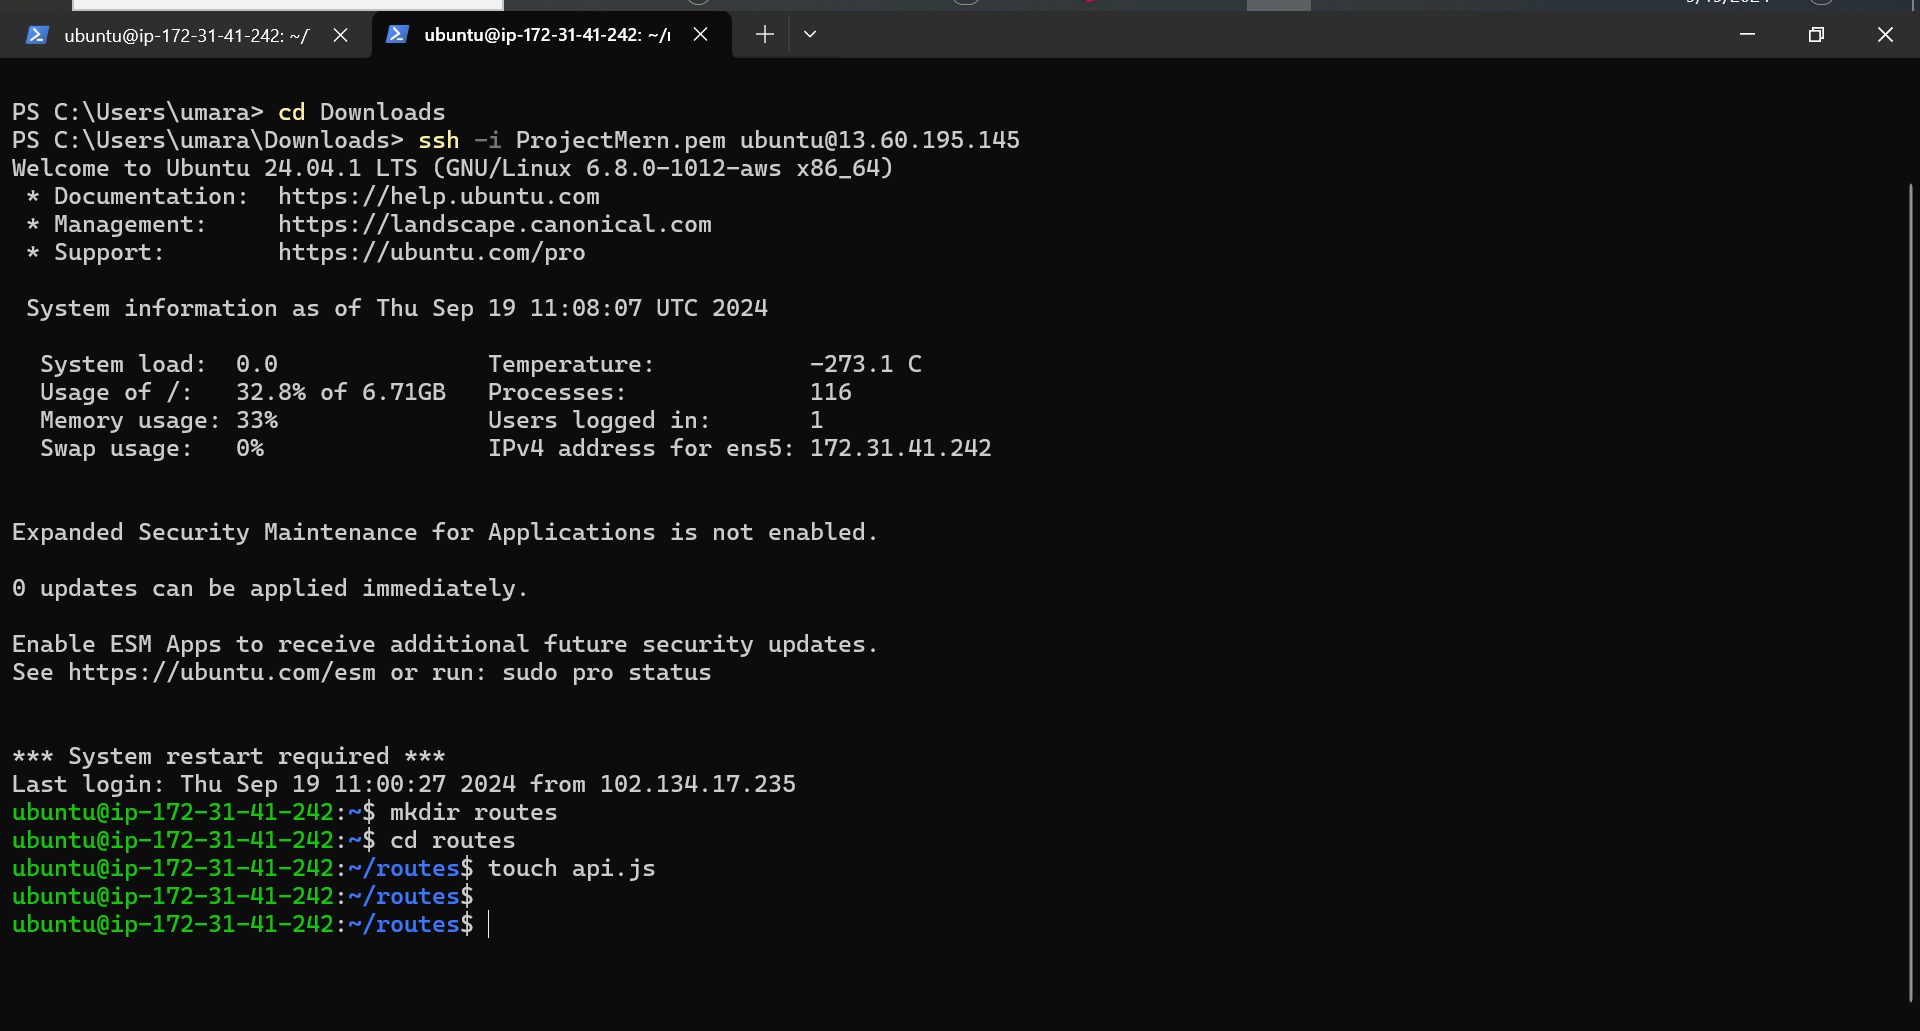 ubuntu@ip-172-31-41-242: ~/
ubuntu@ip-172-31-41-242: ~/
PS C:\Users\umara> cd Downloads
PS C:\Users\umara\Downloads> ssh -i ProjectMern.pem ubuntu@13.60.195.145
Welcome to Ubuntu 24.04.1 LTS (GNU/Linux 6.8.0-1012-aws x86_64)
* Documentation:  https://help.ubuntu.com
* Management:     https://landscape.canonical.com
* Support:        https://ubuntu.com/pro
System information as of Thu Sep 19 11:08:07 UTC 2024
System load:  0.0               Temperature:           -273.1 C
Usage of /:   32.8% of 6.71GB   Processes:             116
Memory usage: 33%               Users logged in:       1
Swap usage:   0%                IPv4 address for ens5: 172.31.41.242
Expanded Security Maintenance for Applications is not enabled.
0 updates can be applied immediately.
Enable ESM Apps to receive additional future security updates.
See https://ubuntu.com/esm or run: sudo pro status
*** System restart required ***
Last login: Thu Sep 19 11:00:27 2024 from 102.134.17.235
ubuntu@ip-172-31-41-242:~$ mkdir routes
ubuntu@ip-172-31-41-242:~$ cd routes
ubuntu@ip-172-31-41-242:~/routes$ touch api.js
ubuntu@ip-172-31-41-242:~/routes$
ubuntu@ip-172-31-41-242:~/routes$